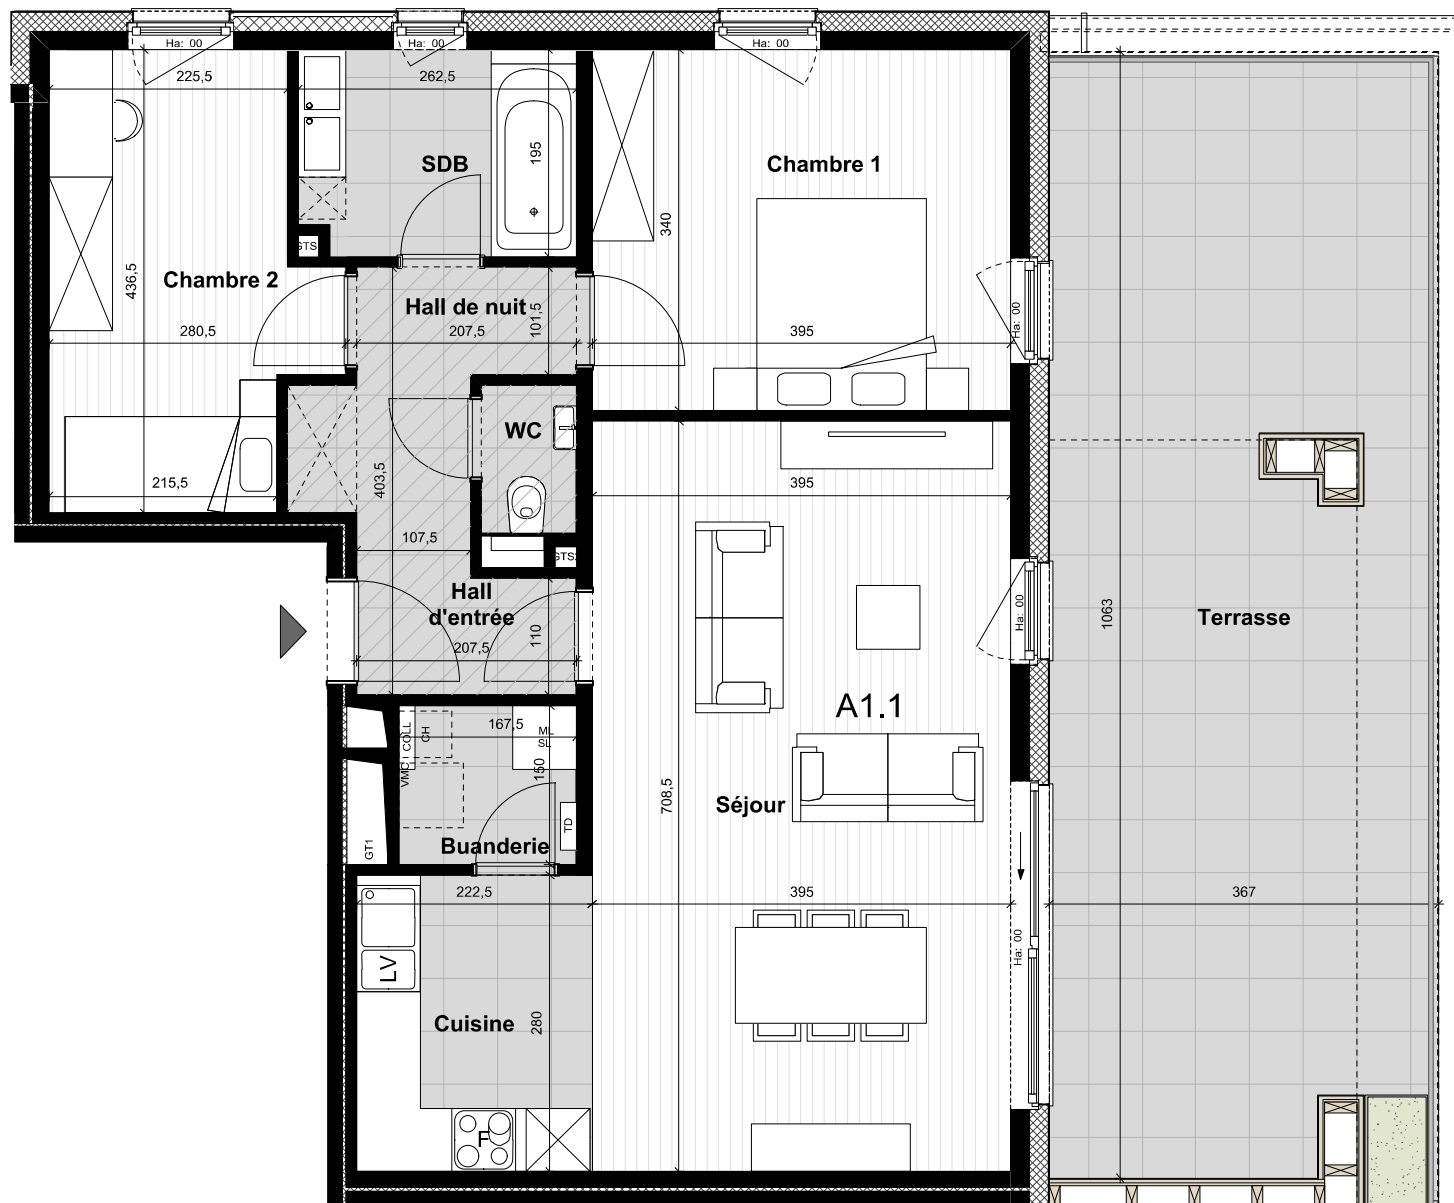 Ha: 00
Ha: 00
Ha: 00
225,5
262,5
195
SDB
Chambre 1
340
GTS
Chambre 2
436,5
Hall de nuit
101,5
280,5
207,5
395
Ha: 00
WC
403,5
215,5
395
107,5
GTS
Hall
d'entrée
110
207,5
Ha: 00
1063
Terrasse
A1.1
167,5
ML
SL
VMC
COLL
CH
150
708,5
Séjour
TD
GT1
Buanderie
222,5
395
367
Ha: 00
LV
Cuisine
280
F